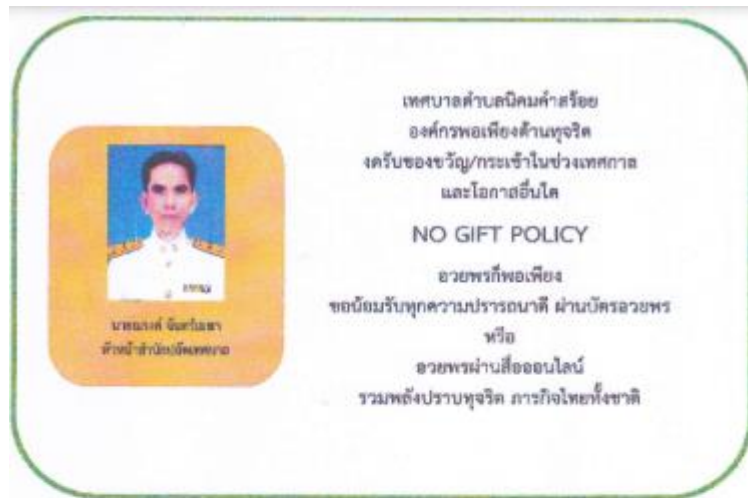 เทศบาลตำบลนิคมคำสร้อย
องค์กรพอเพียงต้านทุจริต
งดรับของขวัญ/กระเช้าในช่วงเทศกาล
และโอกาสอื่นใด
NO GIFT POLICY
อวยพรก็พอเพียง
ขอน้อมรับทุกความปรารถนาดี ผ่านบัตรอวยพร
หรือ
อวยพรผ่านสื่อออนไลน์
รวมพลังปราบทุจริต ภารกิจไทยทั้งชาติ
หัวหน้าสำนักปลัดเทศบาล